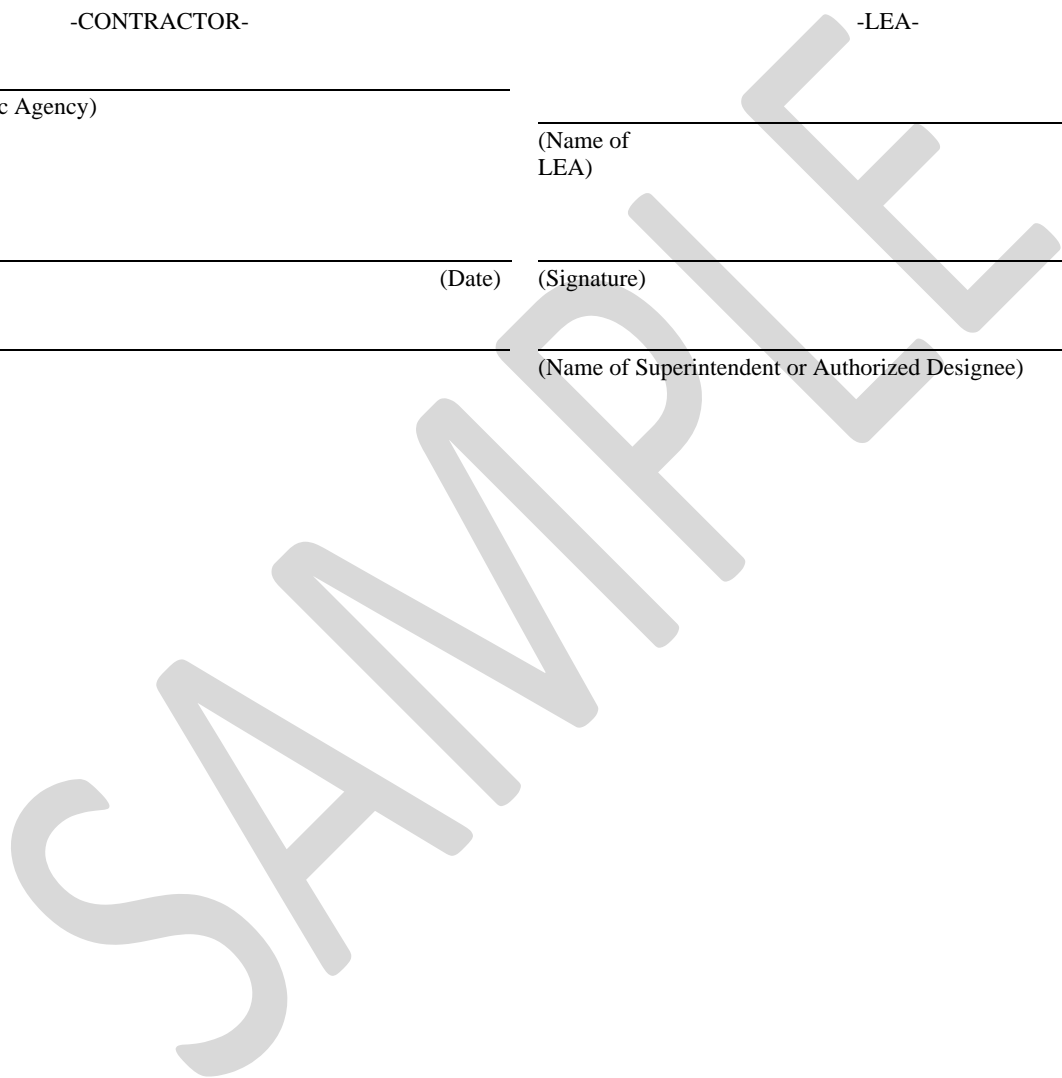 -CONTRACTOR-
-LEA-
c Agency)
(Name of
LEA)
(Date)
(Signature)
(Name of Superintendent or Authorized Designee)
SAMPLE